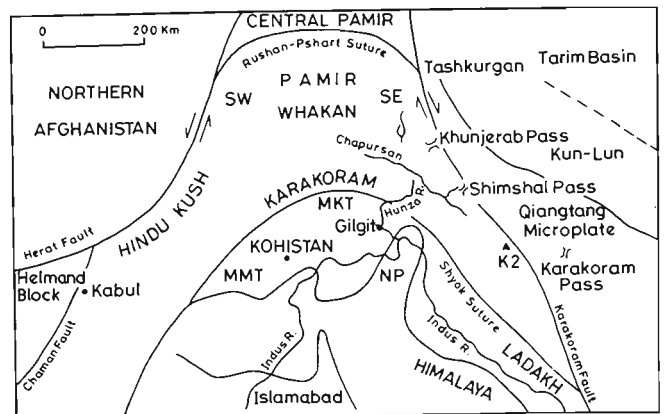 CENTRAL PAMIR
0 200 Km
Rushan-Pshart Suture
Tarim Basin
Tashkurgan
NORTHERN
AFGHANISTAN
PAMIR
WHAKAN
SW
SE
Khunjerab Pass
Chapursan
Kun-Lun
KARAKORAM
Shimshal Pass
MKT
Hunza R.
HINDU KUSH
Gilgit
Qiangtang
Microplate
Herat Fault
KOHISTAN
K2
Karakoram
Pass
Helmand
Block
Kabul
MMT
NP
Shyok Suture
Chaman Fault
Indus R.
Indus R.
LADAKH
Karakoram Fault
HIMALAYA
Islamabad